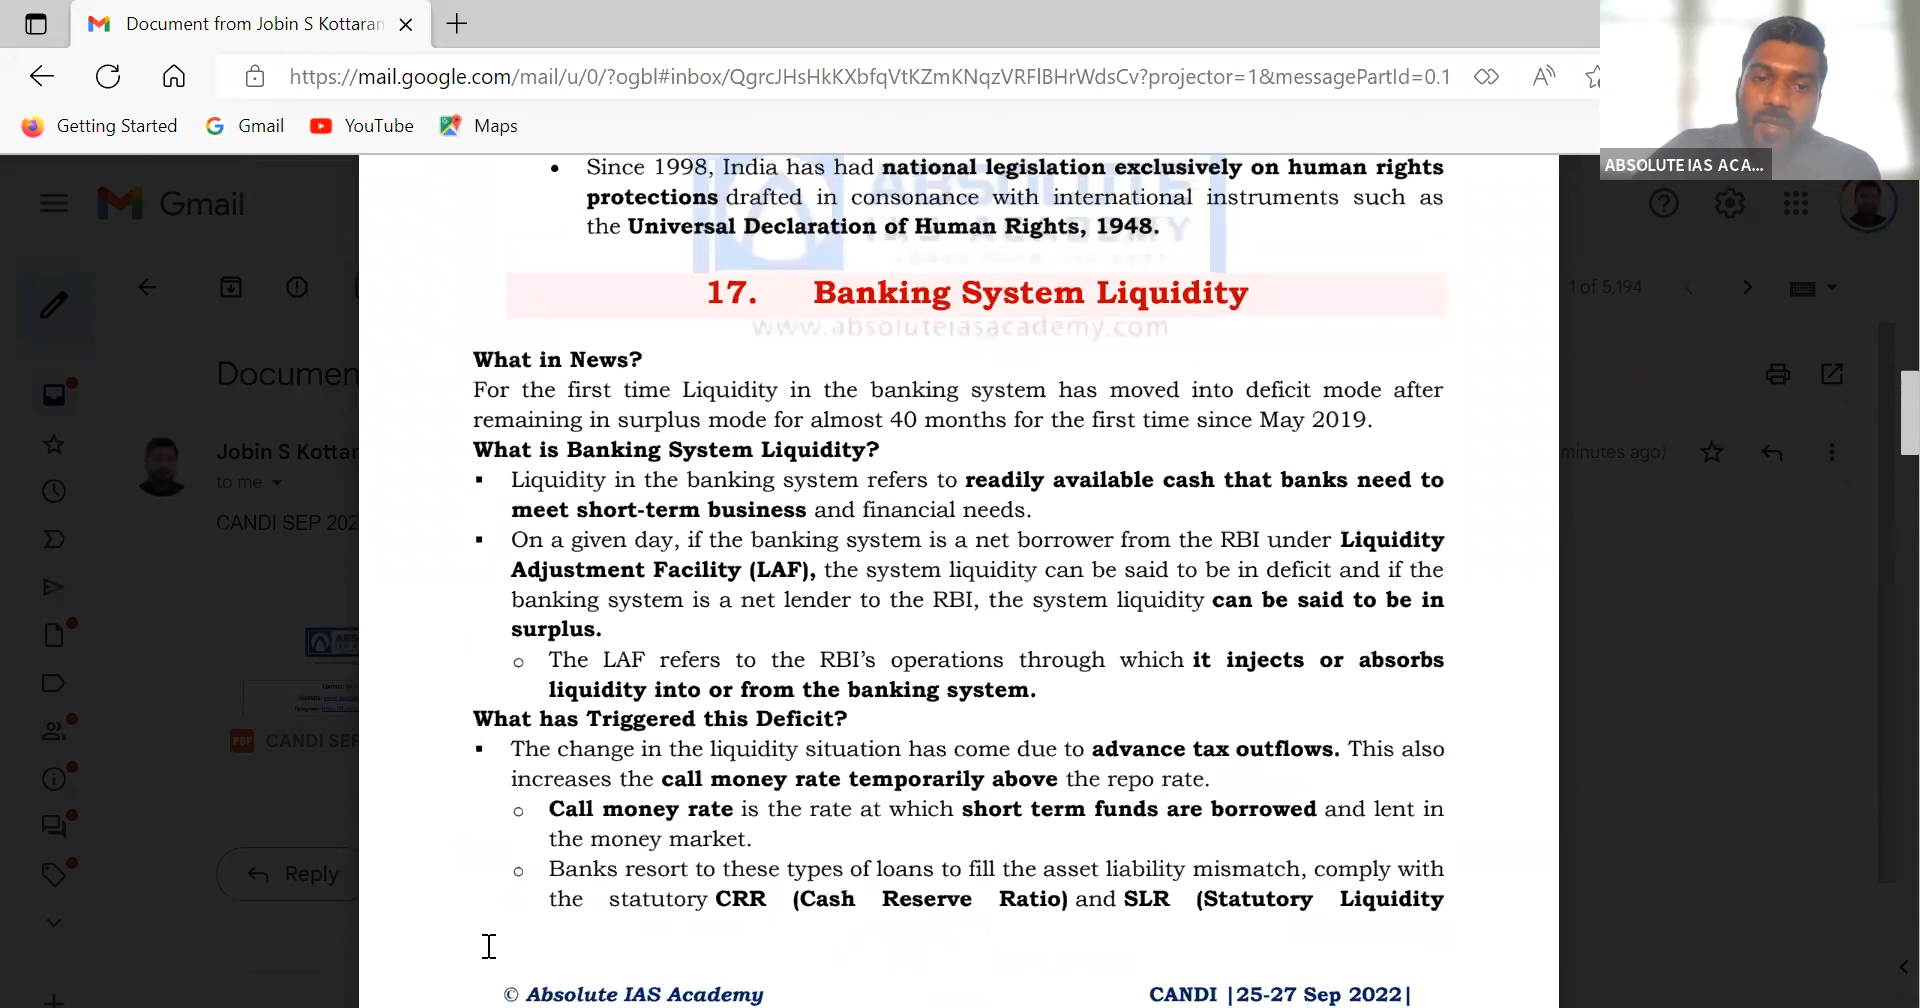 Document from Jobin S Kottaran
https://mail.google.com/mail/u/0/?ogbl#inbox/QgrcJHsHkKXbfqVtKZmKNqzVRFlBHrWdsCv?projector=1&messagePartId=0.1
Getting Started Gmail YouTube Maps
ABSOLUTE IAS ACA...
Gmail
1 of 5,194
Documen
Jobin S Kottar
minutes ago)
to me
CANDI SEP 202
CANDI SEP
Reply
• Since 1998, India has had national legislation exclusively on human rights
protections drafted in consonance with international instruments such as
the Universal Declaration of Human Rights, 1948.
ABSOLUTE
IAS ACADEMY
17. Banking System Liquidity
www.absoluteiasacademy.com
What in News?
For the first time Liquidity in the banking system has moved into deficit mode after
remaining in surplus mode for almost 40 months for the first time since May 2019.
What is Banking System Liquidity?
▪ Liquidity in the banking system refers to readily available cash that banks need to
meet short-term business and financial needs.
▪ On a given day, if the banking system is a net borrower from the RBI under Liquidity
Adjustment Facility (LAF), the system liquidity can be said to be in deficit and if the
banking system is a net lender to the RBI, the system liquidity can be said to be in
surplus.
o The LAF refers to the RBI’s operations through which it injects or absorbs
liquidity into or from the banking system.
What has Triggered this Deficit?
▪ The change in the liquidity situation has come due to advance tax outflows. This also
increases the call money rate temporarily above the repo rate.
o Call money rate is the rate at which short term funds are borrowed and lent in
the money market.
o Banks resort to these types of loans to fill the asset liability mismatch, comply with
the statutory CRR (Cash Reserve Ratio) and SLR (Statutory Liquidity
© Absolute IAS Academy CANDI |25-27 Sep 2022|